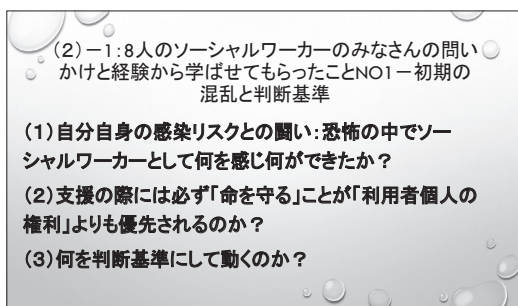 （2）－1：8人のソーシャルワーカーのみなさんの問い
かけと経験から学ばせてもらったことNO1－初期の
混乱と判断基準
（1）自分自身の感染リスクとの闘い：恐怖の中でソー
シャルワーカーとして何を感じ何ができたか？
（2）支援の際には必ず「命を守る」ことが「利用者個人の
権利」よりも優先されるのか？
（3）何を判断基準にして動くのか？